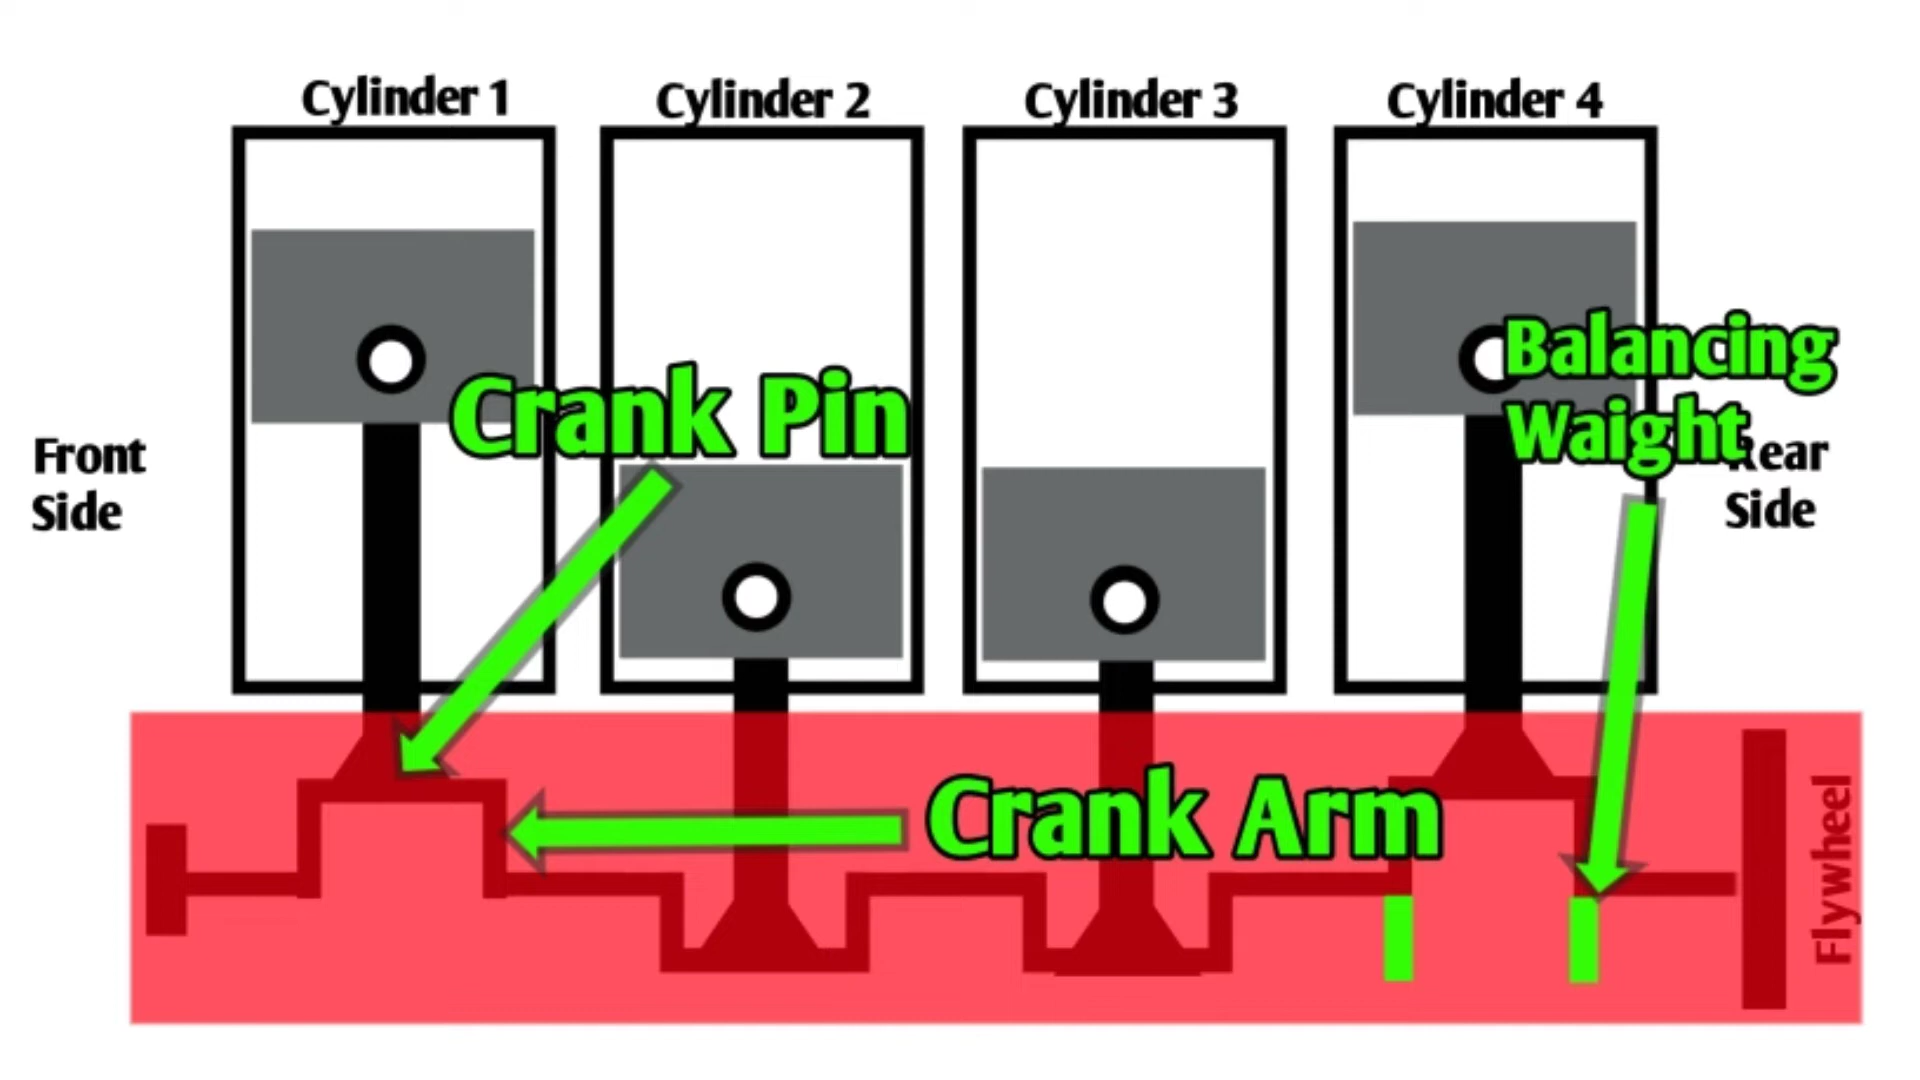 Cylinder 1
Cylinder 2
Cylinder 3
Cylinder 4
Front
Side
Crank Pin
Balancing
Waight
Rear
Side
Crank Arm
Flywheel